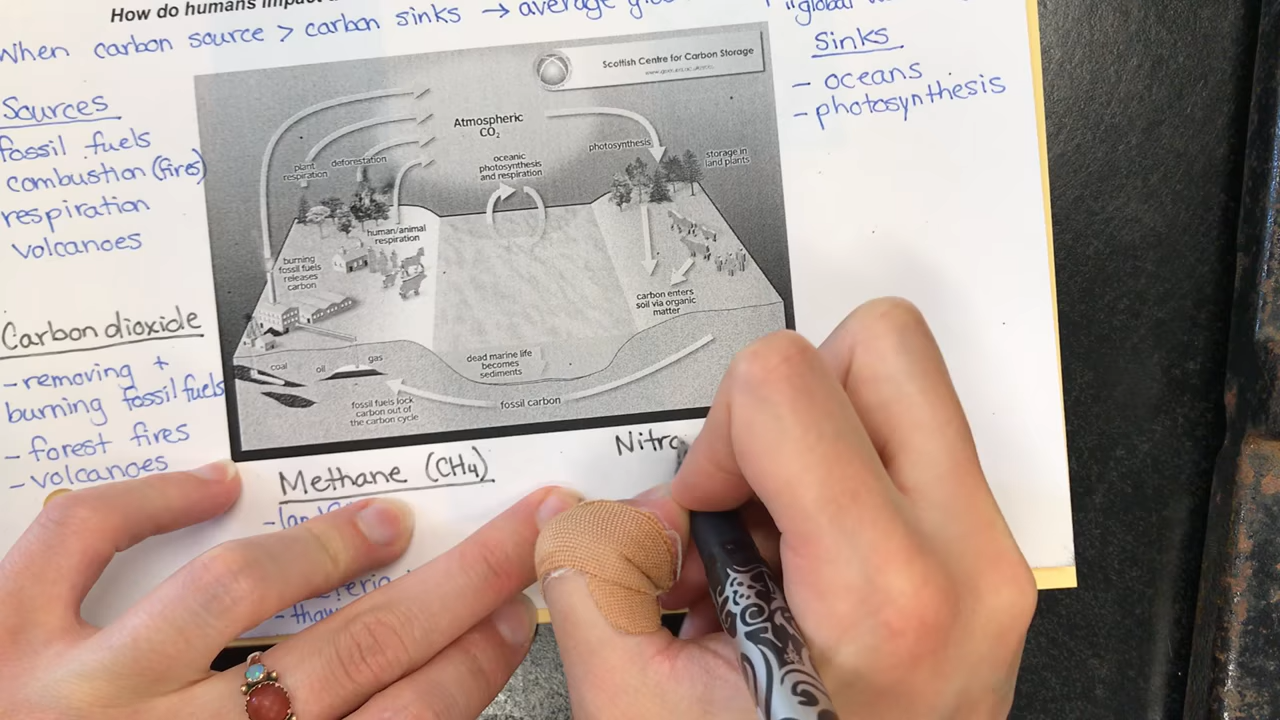 How do humans impact
When carbon source > carbon sinks → average
"global
Sources
fossil fuels
combustion (fires)
respiration
volcanoes
Scottish Centre for Carbon Storage
Atmospheric
CO₂
plant
respiration
deforestation
oceanic
photosynthesis
and respiration
photosynthesis
storage in
land plants
human/animal
respiration
burning
fossil fuels
releases
carbon
carbon enters
soil via organic
matter
coal
oil
gas
dead marine life
becomes
sediments
fossil fuels lock
carbon out of
the carbon cycle
fossil carbon
Sinks
- oceans
- photosynthesis
Carbon dioxide
- removing +
burning fossil fuels
- forest fires
- volcanoes
Methane (CH₄)
Nitro